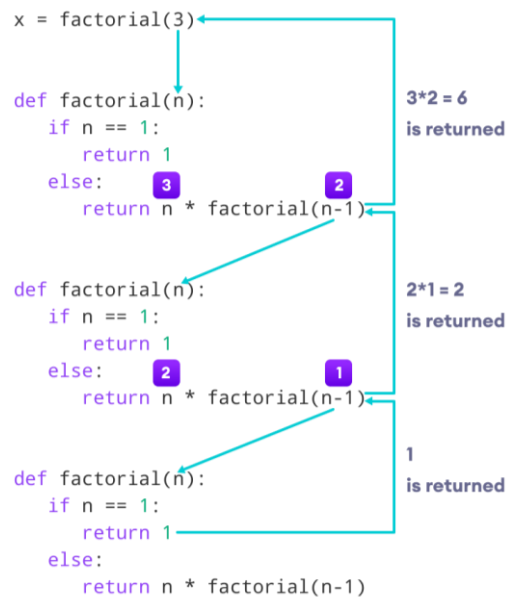 x = factorial(3)
def factorial(n):
3*2 = 6
if n == 1:
is returned
return 1
else:
3
2
return n * factorial(n-1)
def factorial(n):
2*1 = 2
if n == 1:
is returned
return 1
else:
2
1
return n * factorial(n-1)
1
def factorial(n):
is returned
if n == 1:
return 1
else:
return n * factorial(n-1)